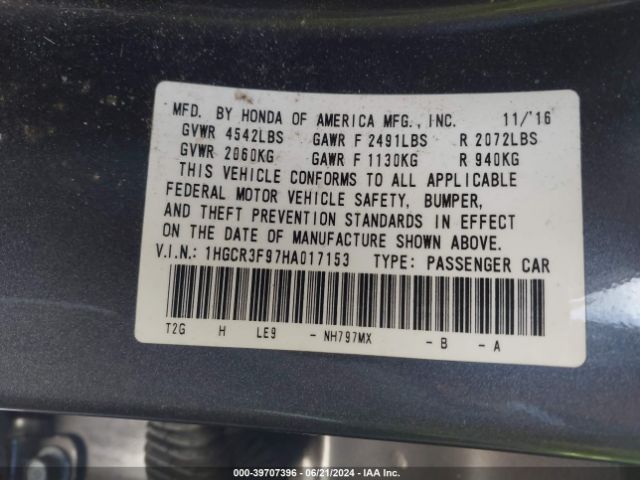 MFD. BY HONDA OF AMERICA MFG., INC. 11/'16
GVWR 4542LBS GAWR F 2491LBS R 2072LBS
GVWR 2060KG GAWR F 1130KG R 940KG
THIS VEHICLE CONFORMS TO ALL APPLICABLE
FEDERAL MOTOR VEHICLE SAFETY, BUMPER,
AND THEFT PREVENTION STANDARDS IN EFFECT
ON THE DATE OF MANUFACTURE SHOWN ABOVE.
V.I.N.: 1HGCR3F97HA017153 TYPE: PASSENGER CAR
T2G H LE9 - NH797MX - B - A
000-39707396 - 06/21/2024 - IAA Inc.